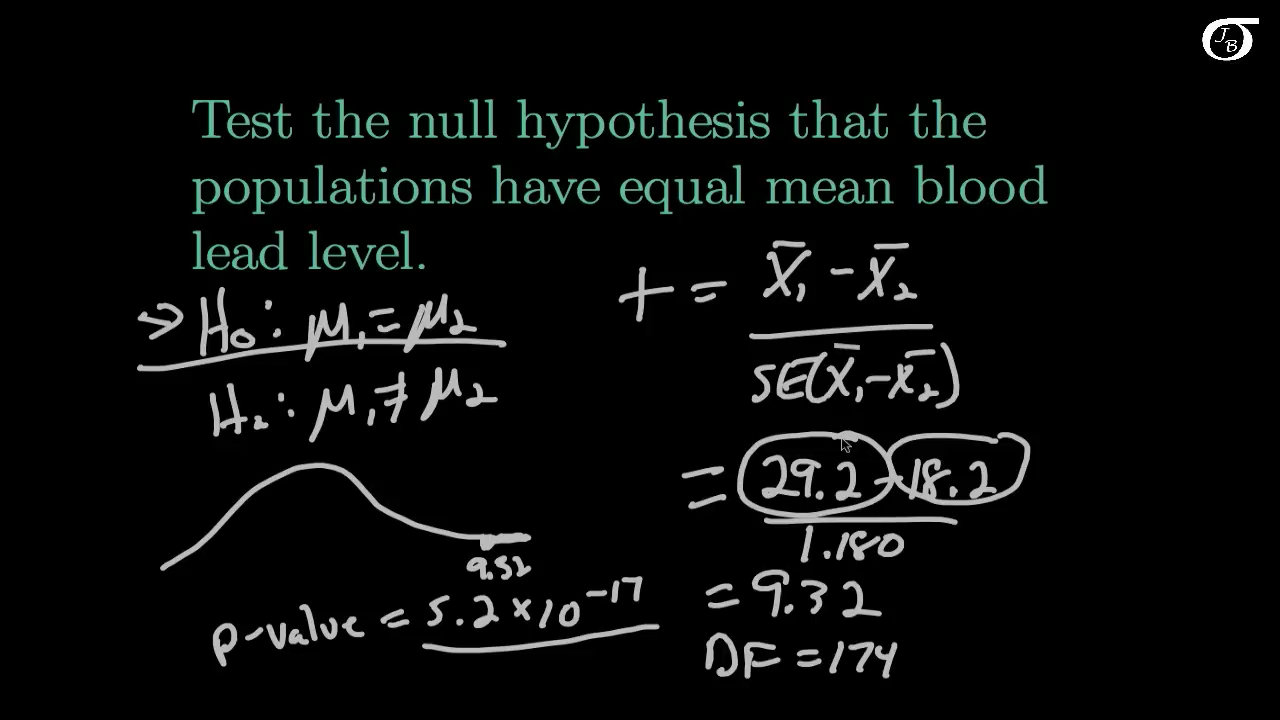 J
B
Test the null hypothesis that the
populations have equal mean blood
lead level.
→ H₀: μ₁ = μ₂
H₂: μ₁ ≠ μ₂
t = X̄₁ - X̄₂
SE(X̄₁ - X̄₂)
= 29.2 - 18.2
1.180
= 9.32
DF = 174
9.52
p-value = 5.2 × 10⁻¹⁷